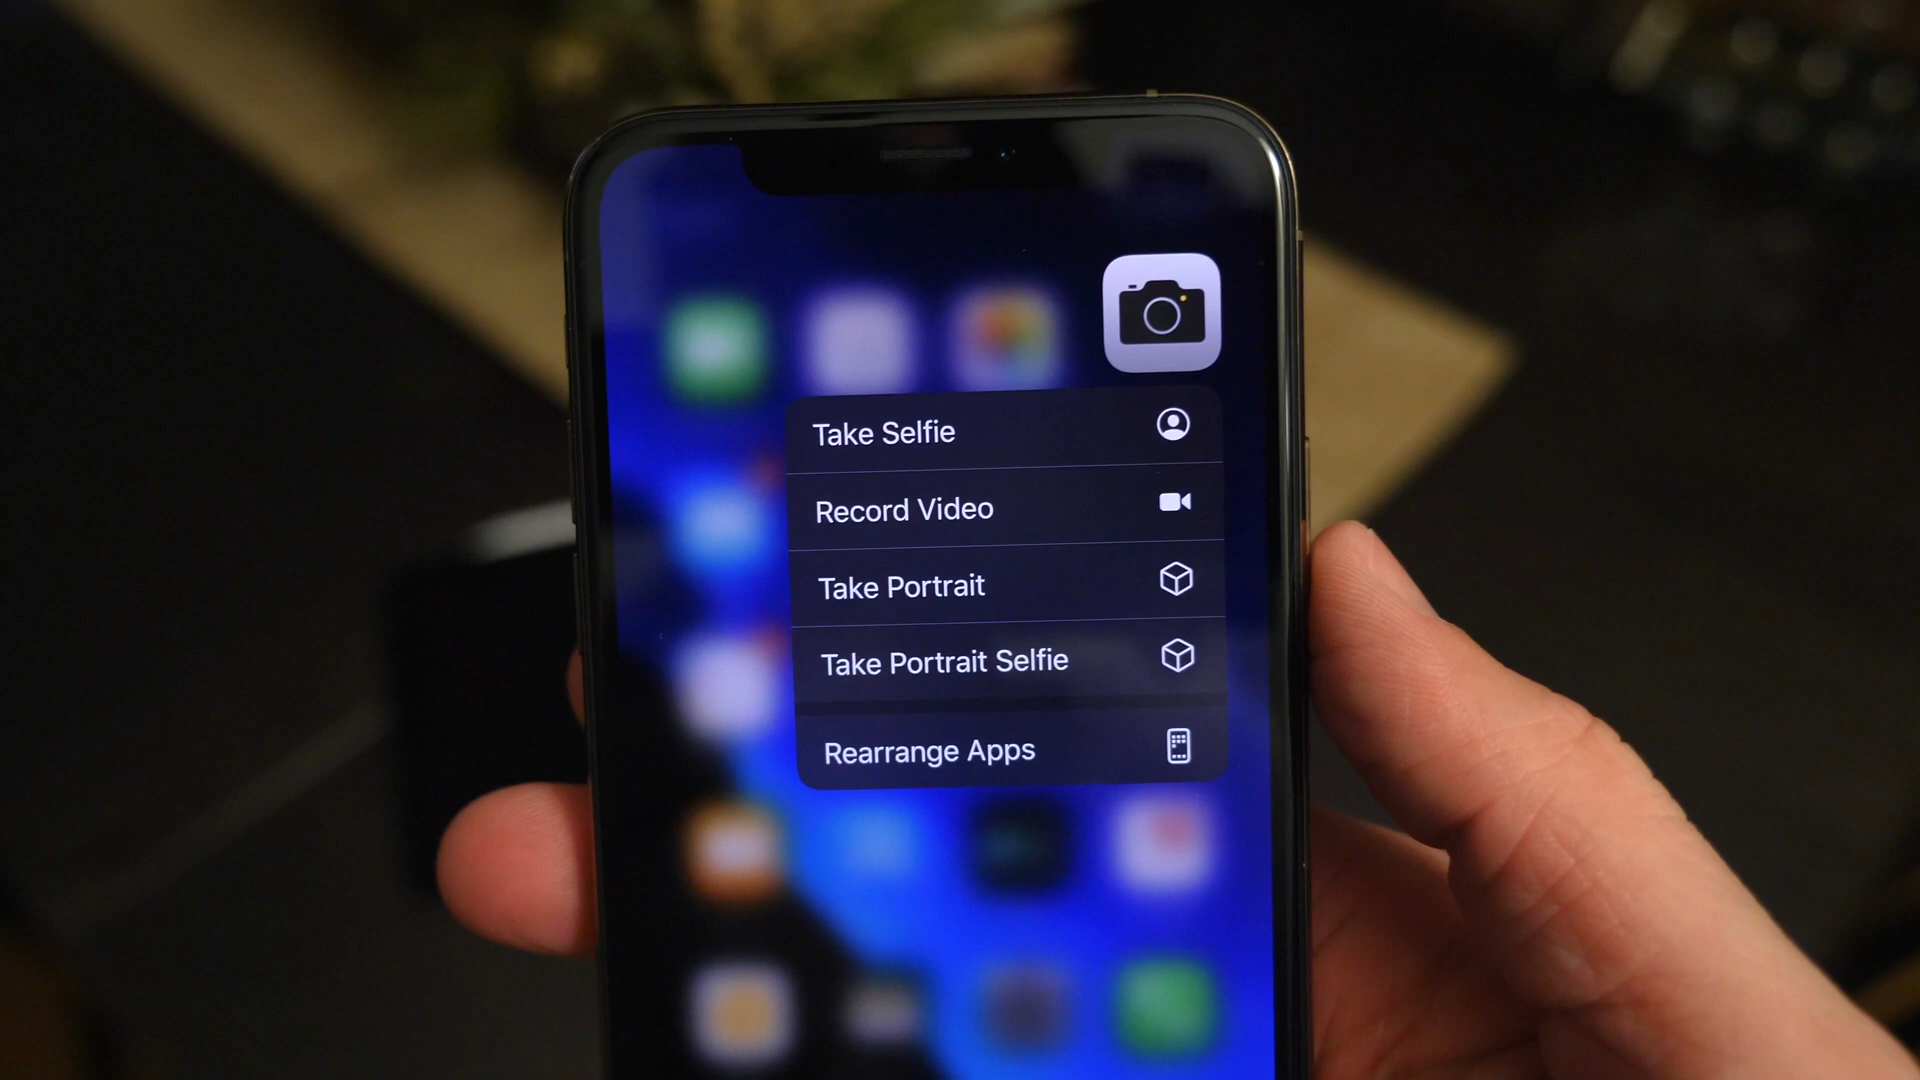 Take Selfie
Record Video
Take Portrait
Take Portrait Selfie
Rearrange Apps